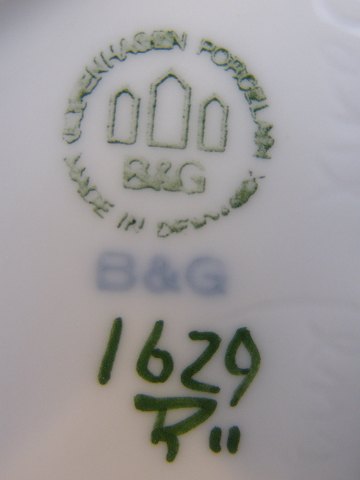 COPENHAGEN PORCELAIN
B&G
MADE IN DENMARK
B&G
1629